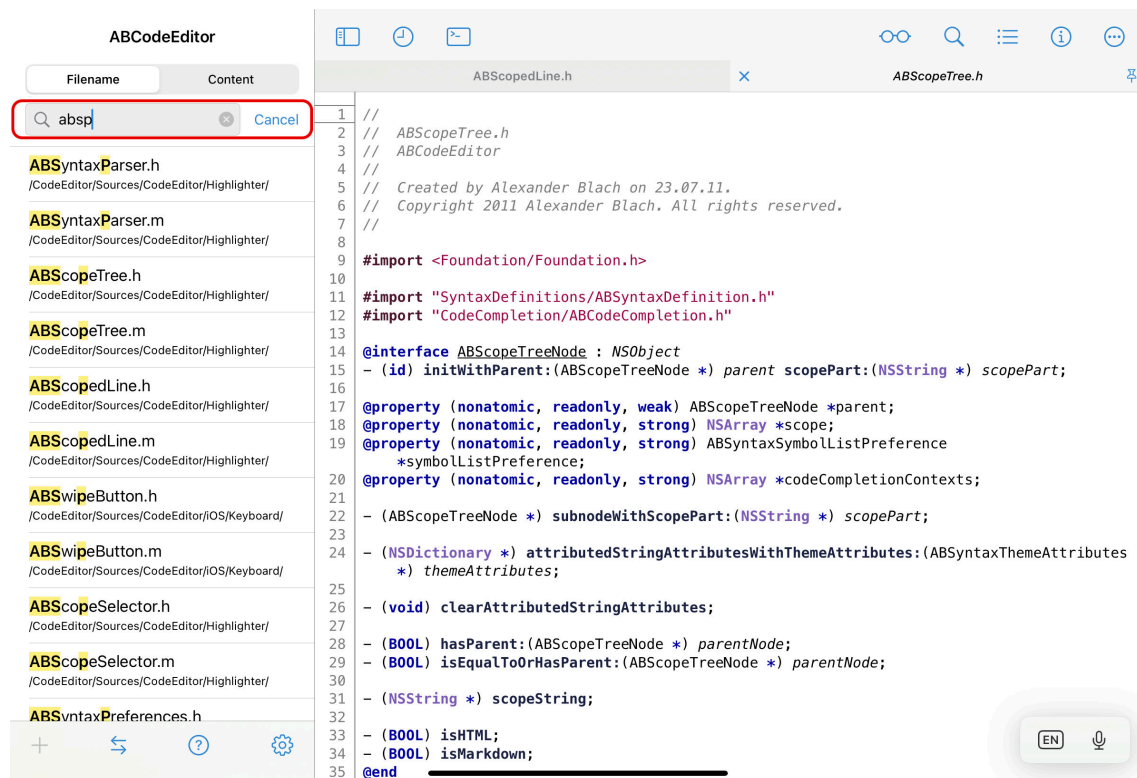 ABCodeEditor
Filename
Content
absp
Cancel
ABSyntaxParser.h
/CodeEditor/Sources/CodeEditor/Highlighter/
ABSyntaxParser.m
/CodeEditor/Sources/CodeEditor/Highlighter/
ABScopeTree.h
/CodeEditor/Sources/CodeEditor/Highlighter/
ABScopeTree.m
/CodeEditor/Sources/CodeEditor/Highlighter/
ABScopedLine.h
/CodeEditor/Sources/CodeEditor/Highlighter/
ABScopedLine.m
/CodeEditor/Sources/CodeEditor/Highlighter/
ABSwipeButton.h
/CodeEditor/Sources/CodeEditor/iOS/Keyboard/
ABSwipeButton.m
/CodeEditor/Sources/CodeEditor/iOS/Keyboard/
ABScopeSelector.h
/CodeEditor/Sources/CodeEditor/Highlighter/
ABScopeSelector.m
/CodeEditor/Sources/CodeEditor/Highlighter/
ABSyntaxPreferences.h
ABScopedLine.h
ABScopeTree.h
1 //
2 //  ABScopeTree.h
3 //  ABCodeEditor
4 //
5 //  Created by Alexander Blach on 23.07.11.
6 //  Copyright 2011 Alexander Blach. All rights reserved.
7 //
8
9 #import <Foundation/Foundation.h>
10
11 #import "SyntaxDefinitions/ABSyntaxDefinition.h"
12 #import "CodeCompletion/ABCodeCompletion.h"
13
14 @interface ABScopeTreeNode : NSObject
15 - (id) initWithParent:(ABScopeTreeNode *) parent scopePart:(NSString *) scopePart;
16
17 @property (nonatomic, readonly, weak) ABScopeTreeNode *parent;
18 @property (nonatomic, readonly, strong) NSArray *scope;
19 @property (nonatomic, readonly, strong) ABSyntaxSymbolListPreference
*symbolListPreference;
20 @property (nonatomic, readonly, strong) NSArray *codeCompletionContexts;
21
22 - (ABScopeTreeNode *) subnodeWithScopePart:(NSString *) scopePart;
23
24 - (NSDictionary *) attributedStringAttributesWithThemeAttributes:(ABSyntaxThemeAttributes
*) themeAttributes;
25
26 - (void) clearAttributedStringAttributes;
27
28 - (BOOL) hasParent:(ABScopeTreeNode *) parentNode;
29 - (BOOL) isEqualToOrHasParent:(ABScopeTreeNode *) parentNode;
30
31 - (NSString *) scopeString;
32
33 - (BOOL) isHTML;
34 - (BOOL) isMarkdown;
35 @end
EN